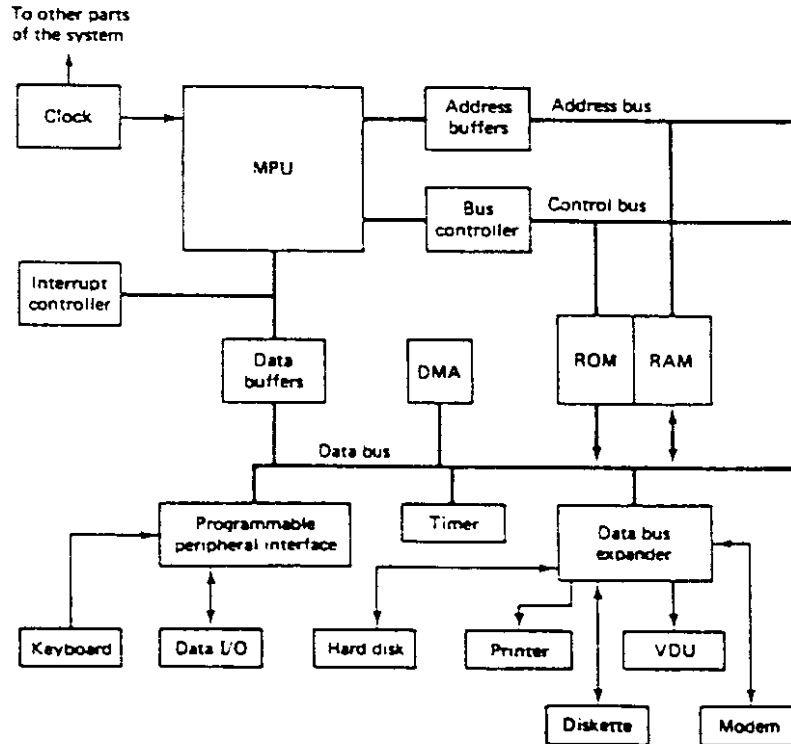 To other parts
of the system
Clock
MPU
Address
buffers
Address bus
Bus
controller
Control bus
Interrupt
controller
Data
buffers
DMA
ROM
RAM
Data bus
Programmable
peripheral interface
Timer
Data bus
expander
Keyboard
Data I/O
Hard disk
Printer
VDU
Diskette
Modem